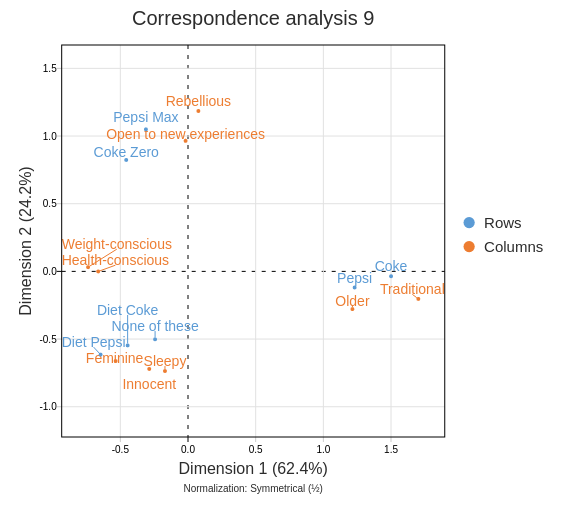 Correspondence analysis 9
Dimension 2 (24.2%)
1.5
1.0
0.5
0.0
-0.5
-1.0
Rebellious
Pepsi Max
Open to new experiences
Coke Zero
Weight-conscious
Health-conscious
Coke
Pepsi
Traditional
Older
Diet Coke
None of these
Diet Pepsi
Feminine
Sleepy
Innocent
Rows
Columns
-0.5
0.0
0.5
1.0
1.5
Dimension 1 (62.4%)
Normalization: Symmetrical (½)